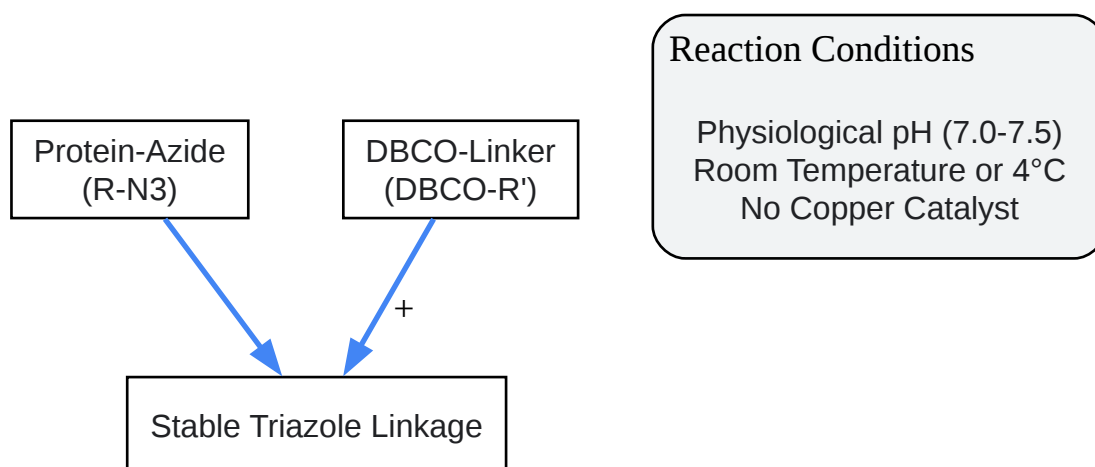 Reaction Conditions
Physiological pH (7.0-7.5)
Room Temperature or 4°C
No Copper Catalyst
Protein-Azide
(R-N3)
DBCO-Linker
(DBCO-R')
+
Stable Triazole Linkage